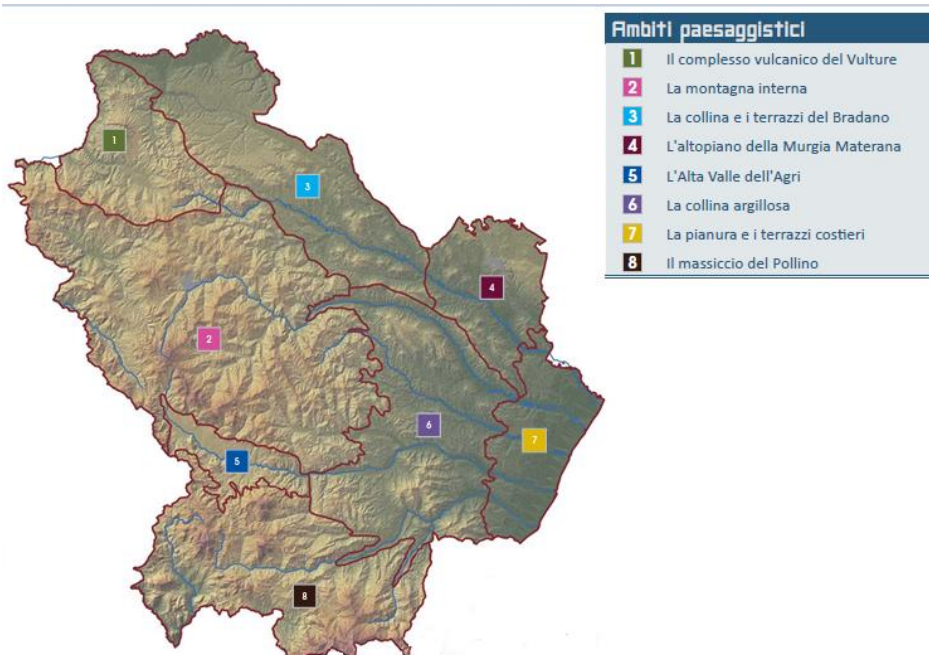 Ambiti paesaggistici
1 Il complesso vulcanico del Vulture
2 La montagna interna
3 La collina e i terrazzi del Bradano
4 L'altopiano della Murgia Materana
5 L'Alta Valle dell'Agri
6 La collina argillosa
7 La pianura e i terrazzi costieri
8 Il massiccio del Pollino
1
3
4
2
6
7
5
8